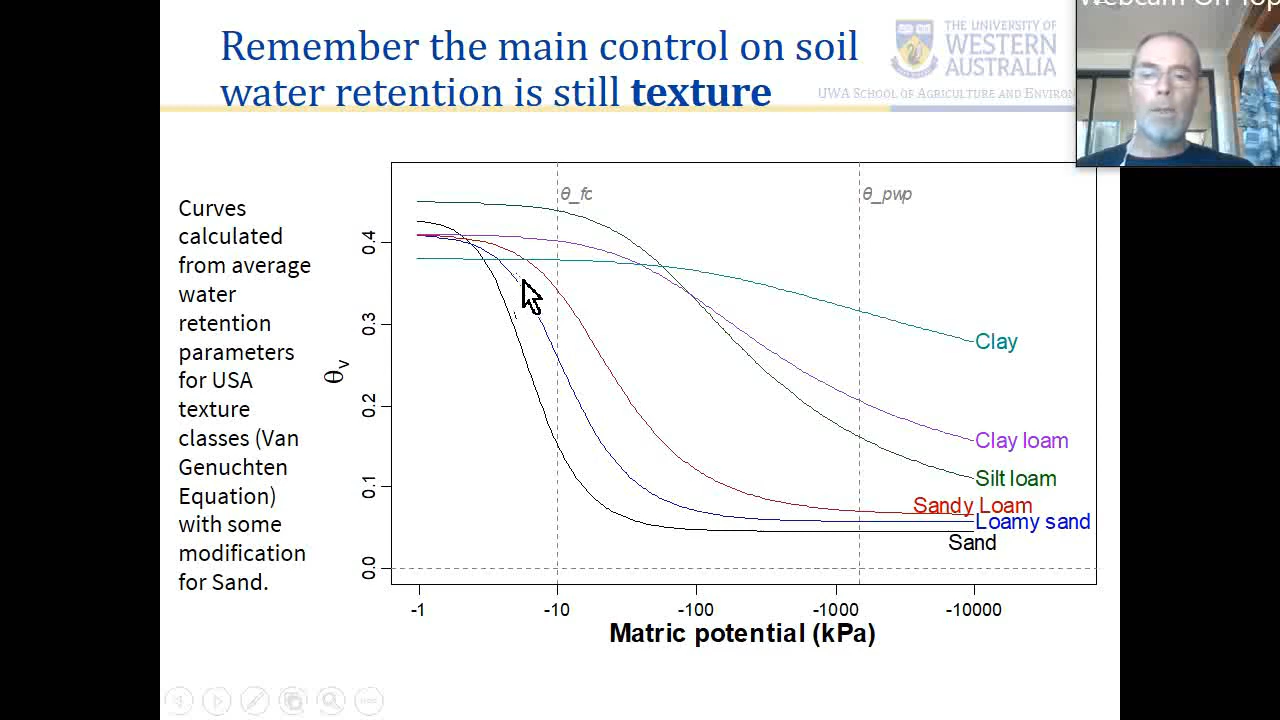 Remember the main control on soil
water retention is still texture
THE UNIVERSITY OF
WESTERN
AUSTRALIA
UWA SCHOOL OF AGRICULTURE AND ENVIRON
Webcam On Top
Curves
calculated
from average
water
retention
parameters
for USA
texture
classes (Van
Genuchten
Equation)
with some
modification
for Sand.
θ_fc
θ_pwp
θv
0.4
0.3
0.2
0.1
0.0
Clay
Clay loam
Silt loam
Sandy Loam
Loamy sand
Sand
-1
-10
-100
-1000
-10000
Matric potential (kPa)